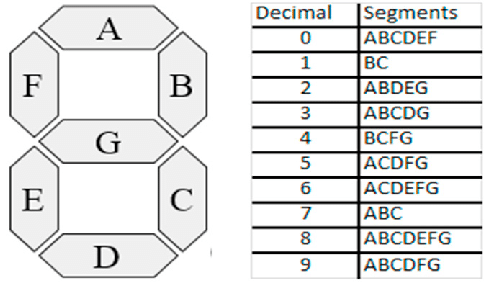 A
F
B
G
E
C
D
Decimal Segments
0 ABCDEF
1 BC
2 ABDEG
3 ABCDG
4 BCFG
5 ACDFG
6 ACDEFG
7 ABC
8 ABCDEFG
9 ABCDFG